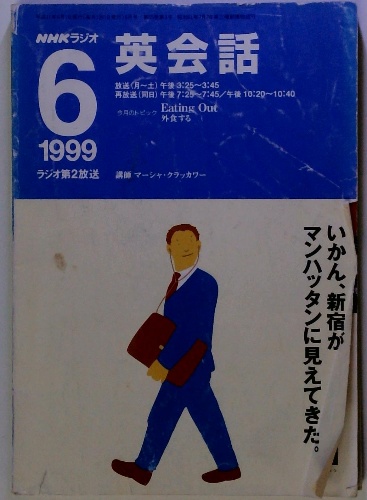 NHKラジオ
英会話
6
1999
ラジオ第2放送
放送(月〜土)午後3:25〜3:45
再放送(同日)午後7:25〜7:45/午後10:20〜10:40
今月のトピック Eating Out
外食する
講師 マーシャ・クラッカワー
いかん、新宿が
マンハッタンに見えてきた。